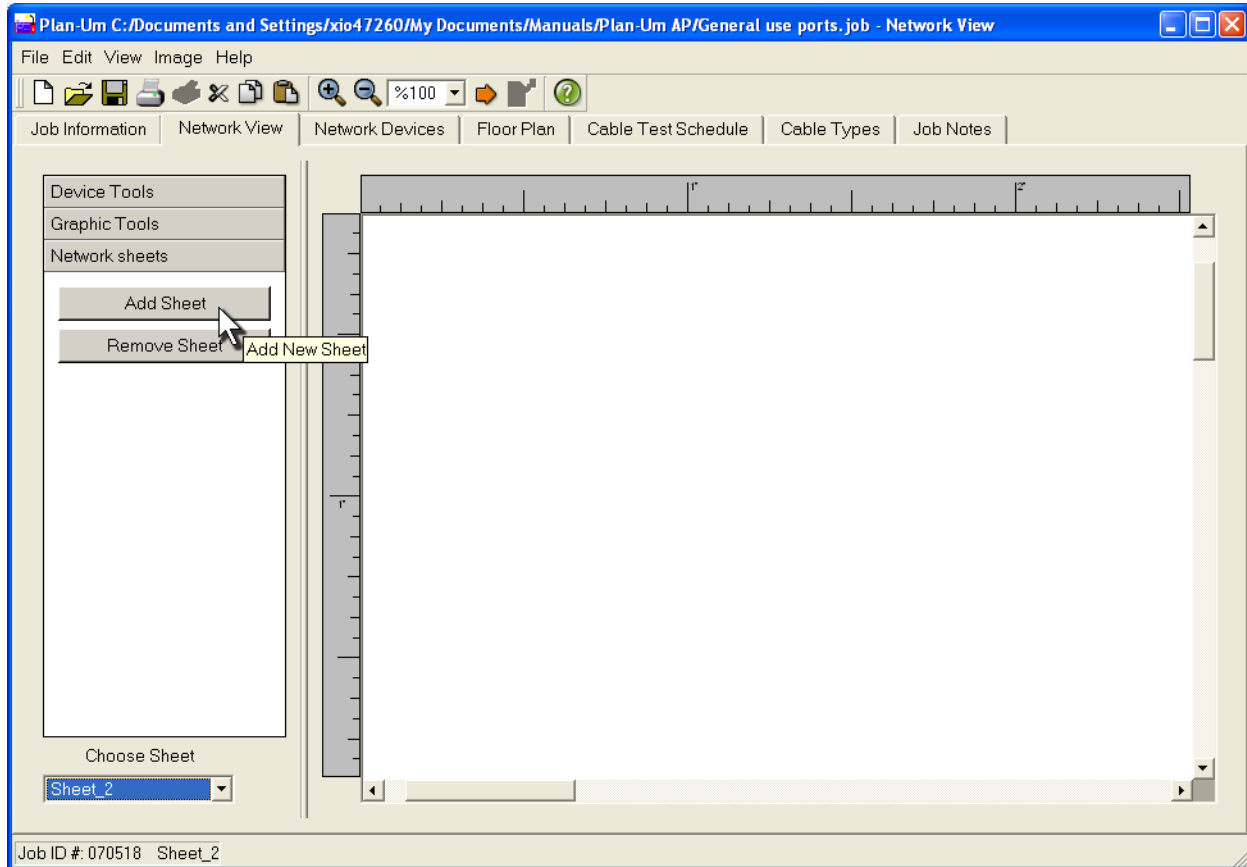 Plan-Um C:/Documents and Settings/xio47260/My Documents/Manuals/Plan-Um AP/General use ports.job - Network View
File Edit View Image Help
%100
Job Information Network View Network Devices Floor Plan Cable Test Schedule Cable Types Job Notes
Device Tools
Graphic Tools
Network sheets
Add Sheet
Remove Sheet
Add New Sheet
Choose Sheet
Sheet_2
Job ID #: 070518 Sheet_2